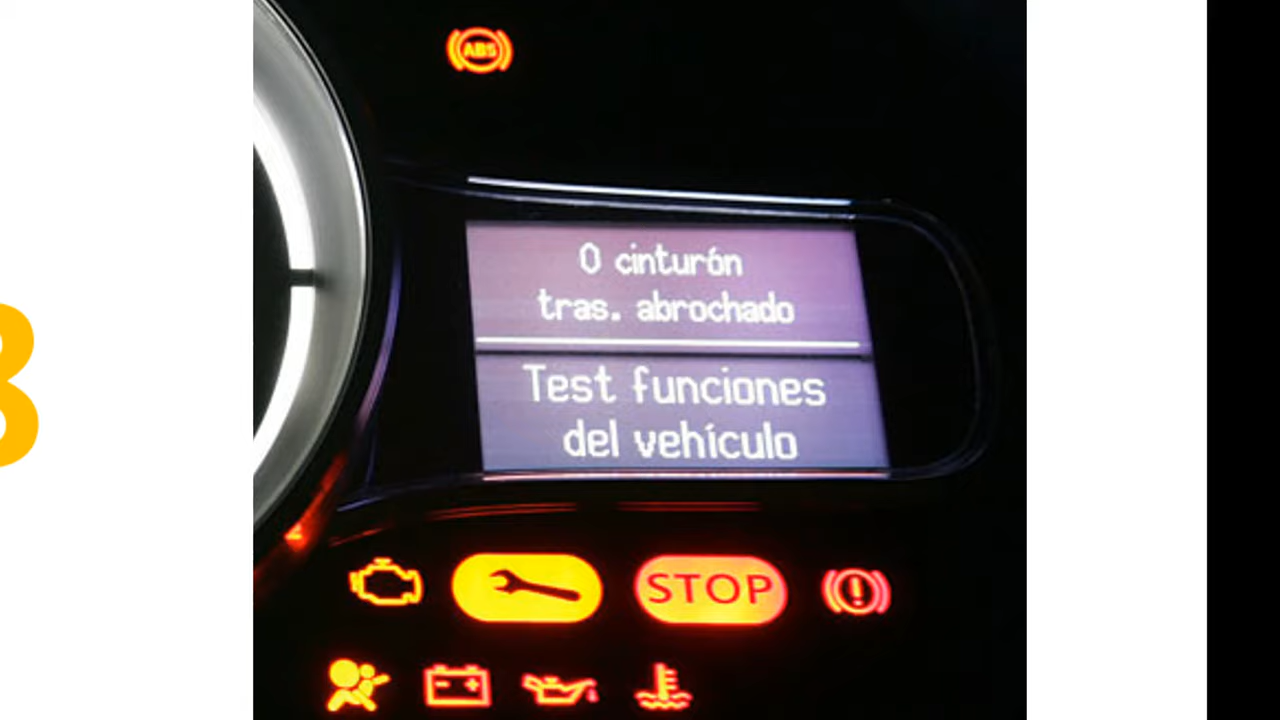 ABS
0 cinturón
tras. abrochado
Test funciones
del vehículo
STOP